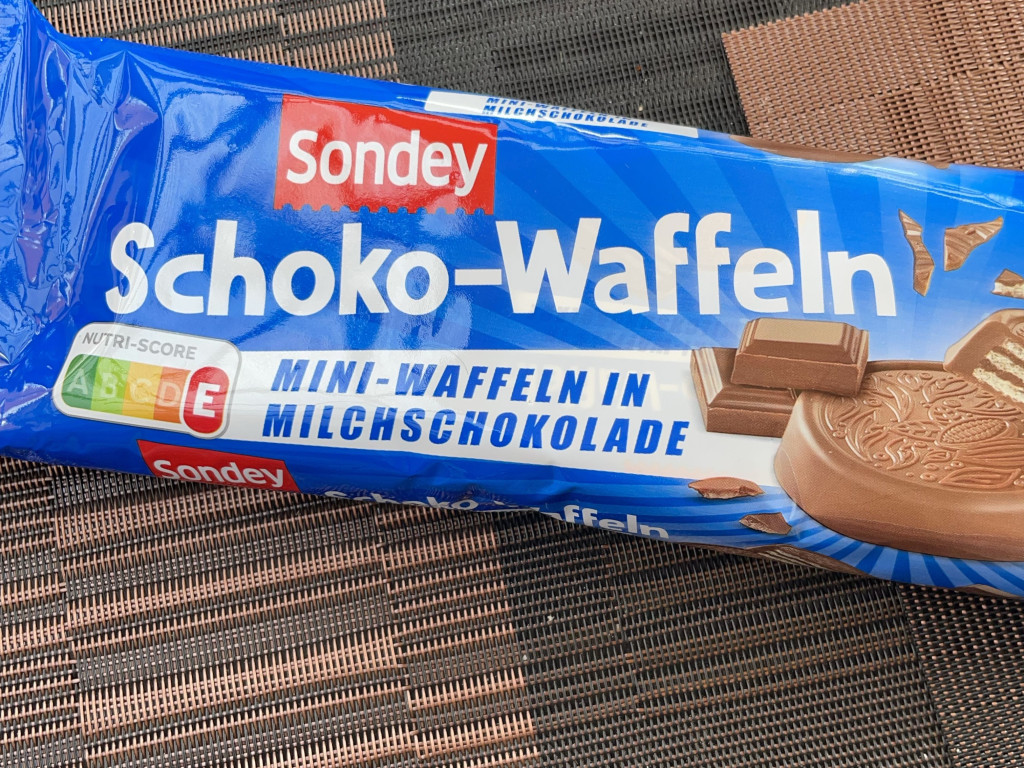 MINI-WAFFELN IN
MILCHSCHOKOLADE
Sondey
Schoko-Waffeln
NUTRI-SCORE
A B C D E
MINI-WAFFELN IN
MILCHSCHOKOLADE
Sondey
Schoko-Waffeln